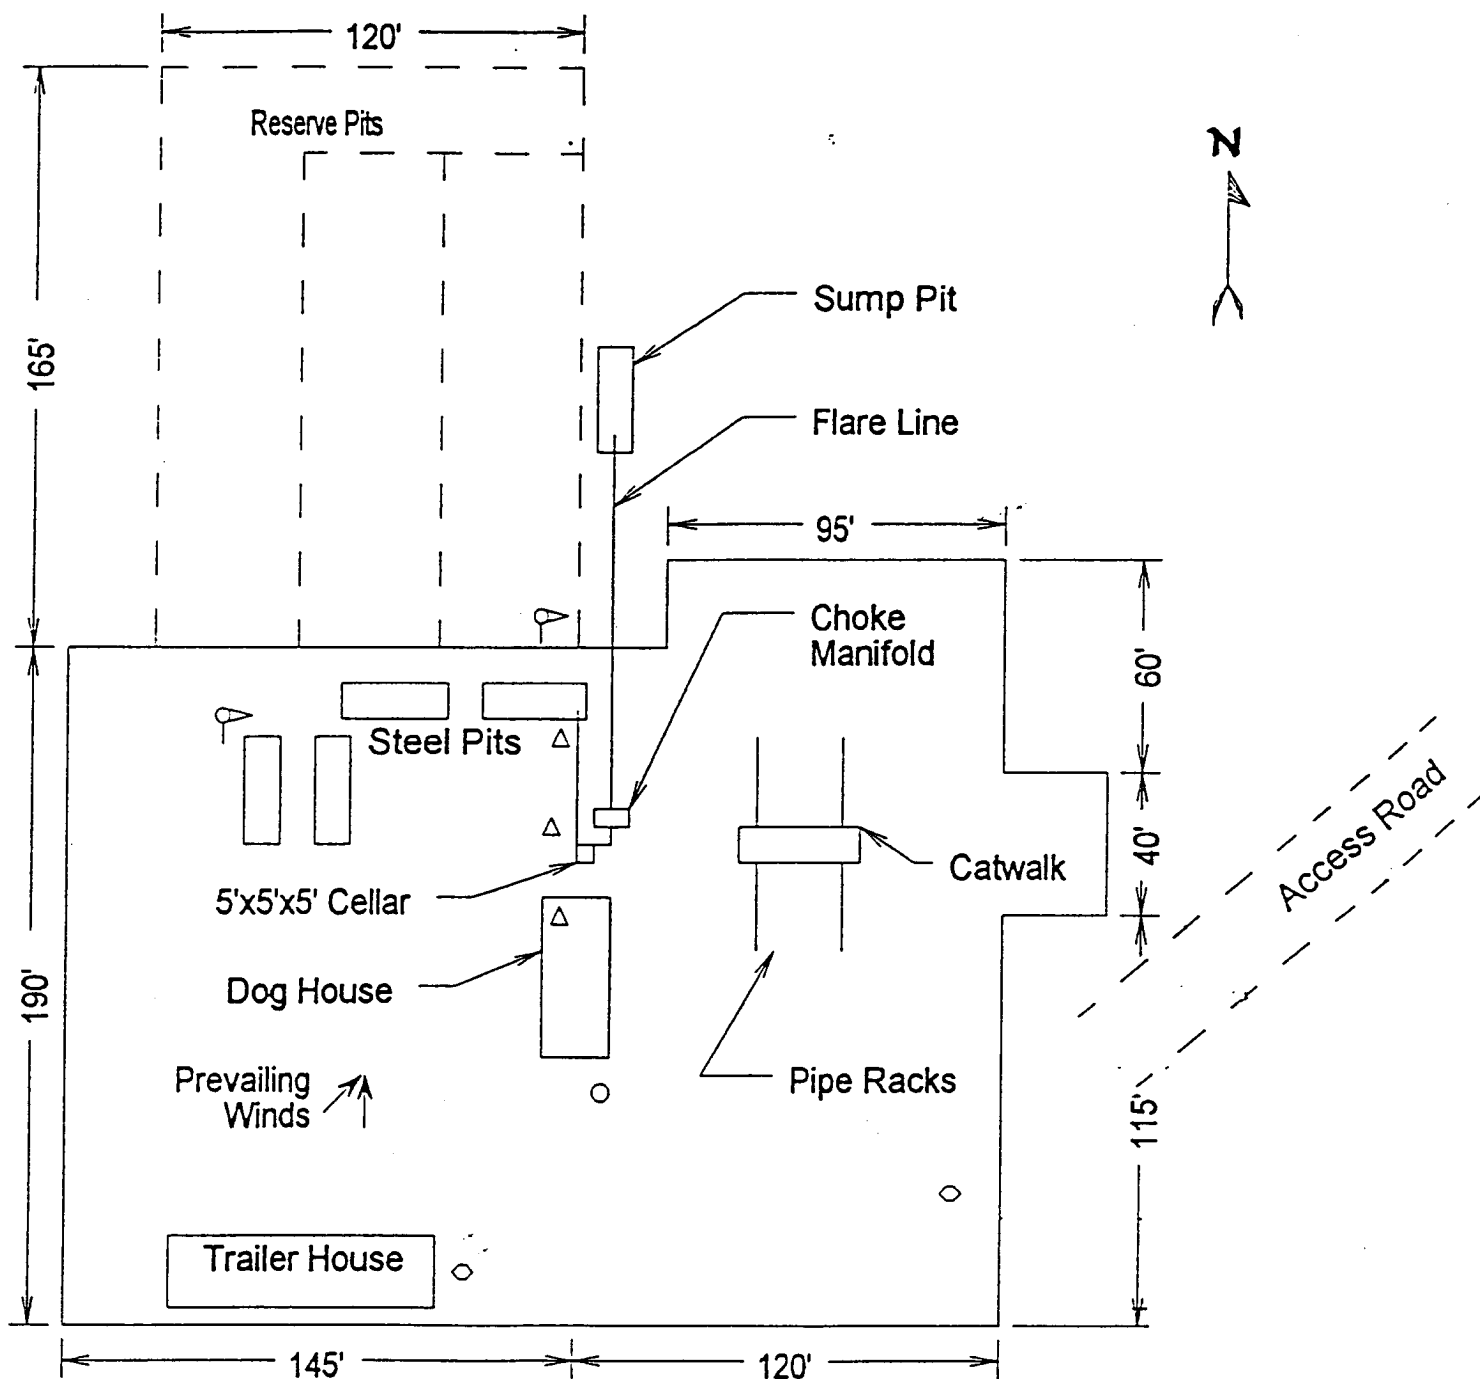 120'
Reserve Pits
N
Sump Pit
165'
Flare Line
95'
Choke
Manifold
60'
Steel Pits
Access Road
40'
Catwalk
5'x5'x5' Cellar
190'
Dog House
Prevailing
Winds
Pipe Racks
115'
Trailer House
145'
120'